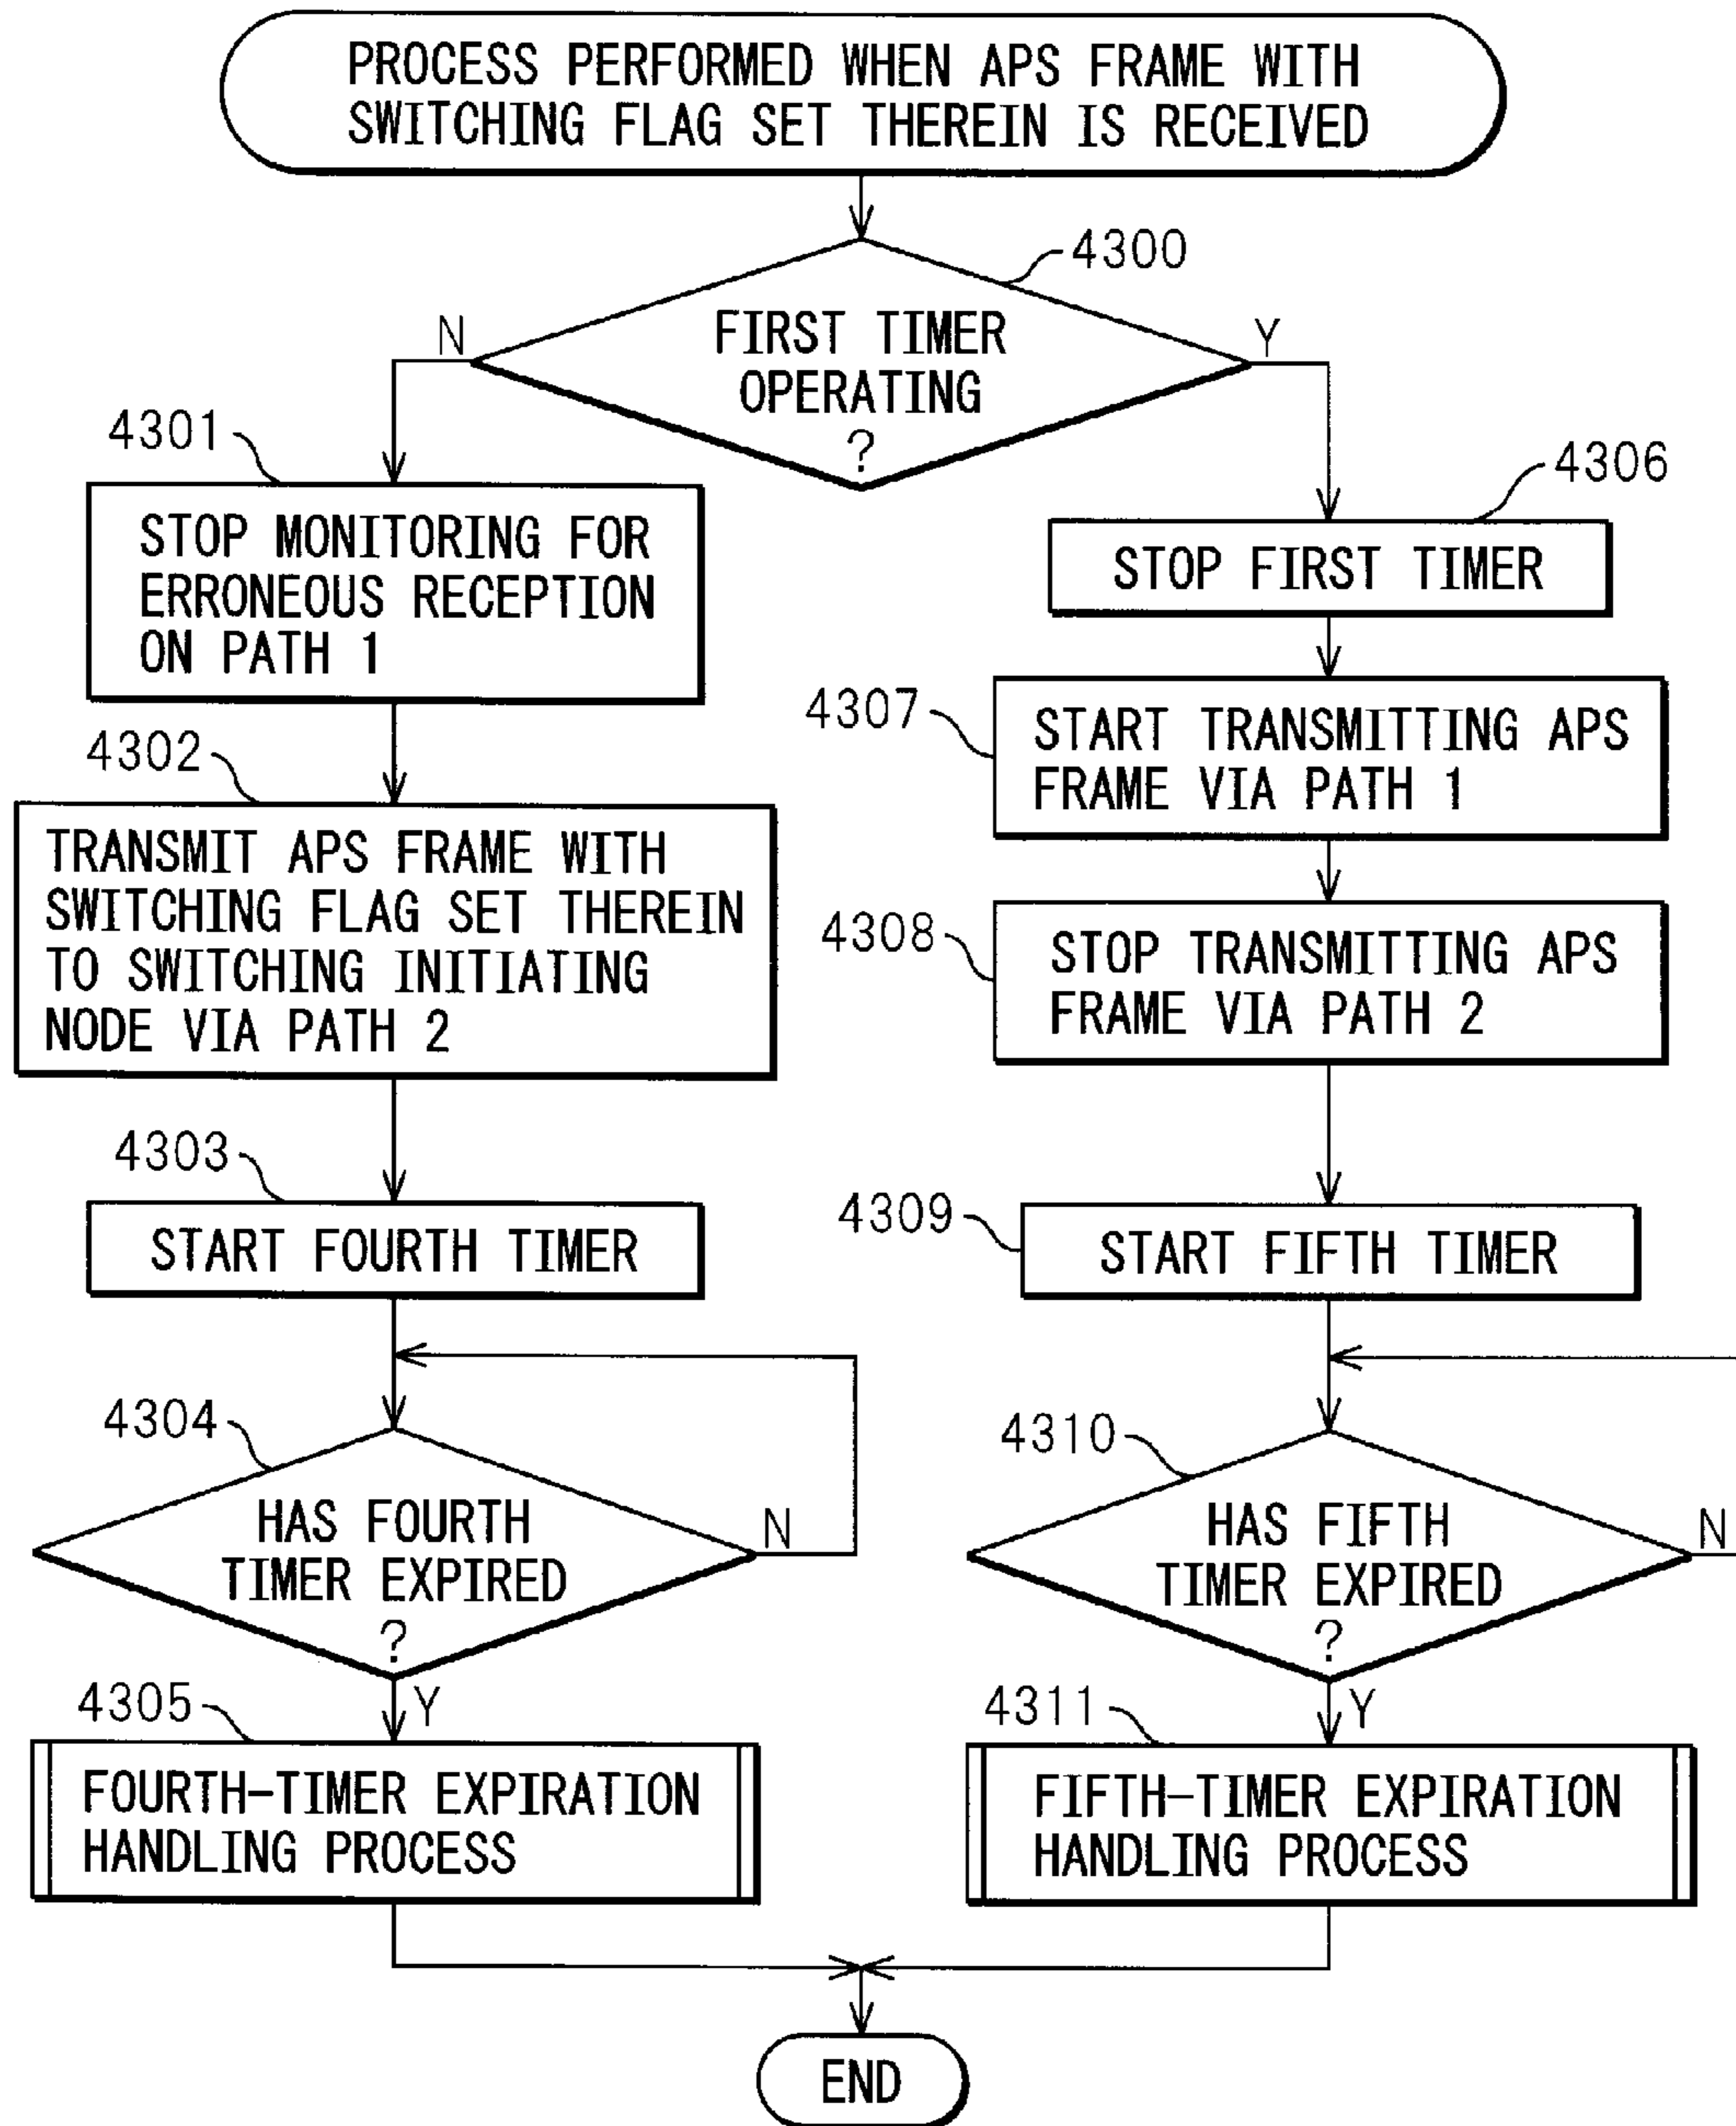 PROCESS PERFORMED WHEN APS FRAME WITH
SWITCHING FLAG SET THEREIN IS RECEIVED
4300
FIRST TIMER
OPERATING
?
N
Y
4301
STOP MONITORING FOR
ERRONEOUS RECEPTION
ON PATH 1
4302
TRANSMIT APS FRAME WITH
SWITCHING FLAG SET THEREIN
TO SWITCHING INITIATING
NODE VIA PATH 2
4303
START FOURTH TIMER
4304
HAS FOURTH
TIMER EXPIRED
?
N
Y
4305
FOURTH-TIMER EXPIRATION
HANDLING PROCESS
4306
STOP FIRST TIMER
4307
START TRANSMITTING APS
FRAME VIA PATH 1
4308
STOP TRANSMITTING APS
FRAME VIA PATH 2
4309
START FIFTH TIMER
4310
HAS FIFTH
TIMER EXPIRED
?
N
Y
4311
FIFTH-TIMER EXPIRATION
HANDLING PROCESS
END